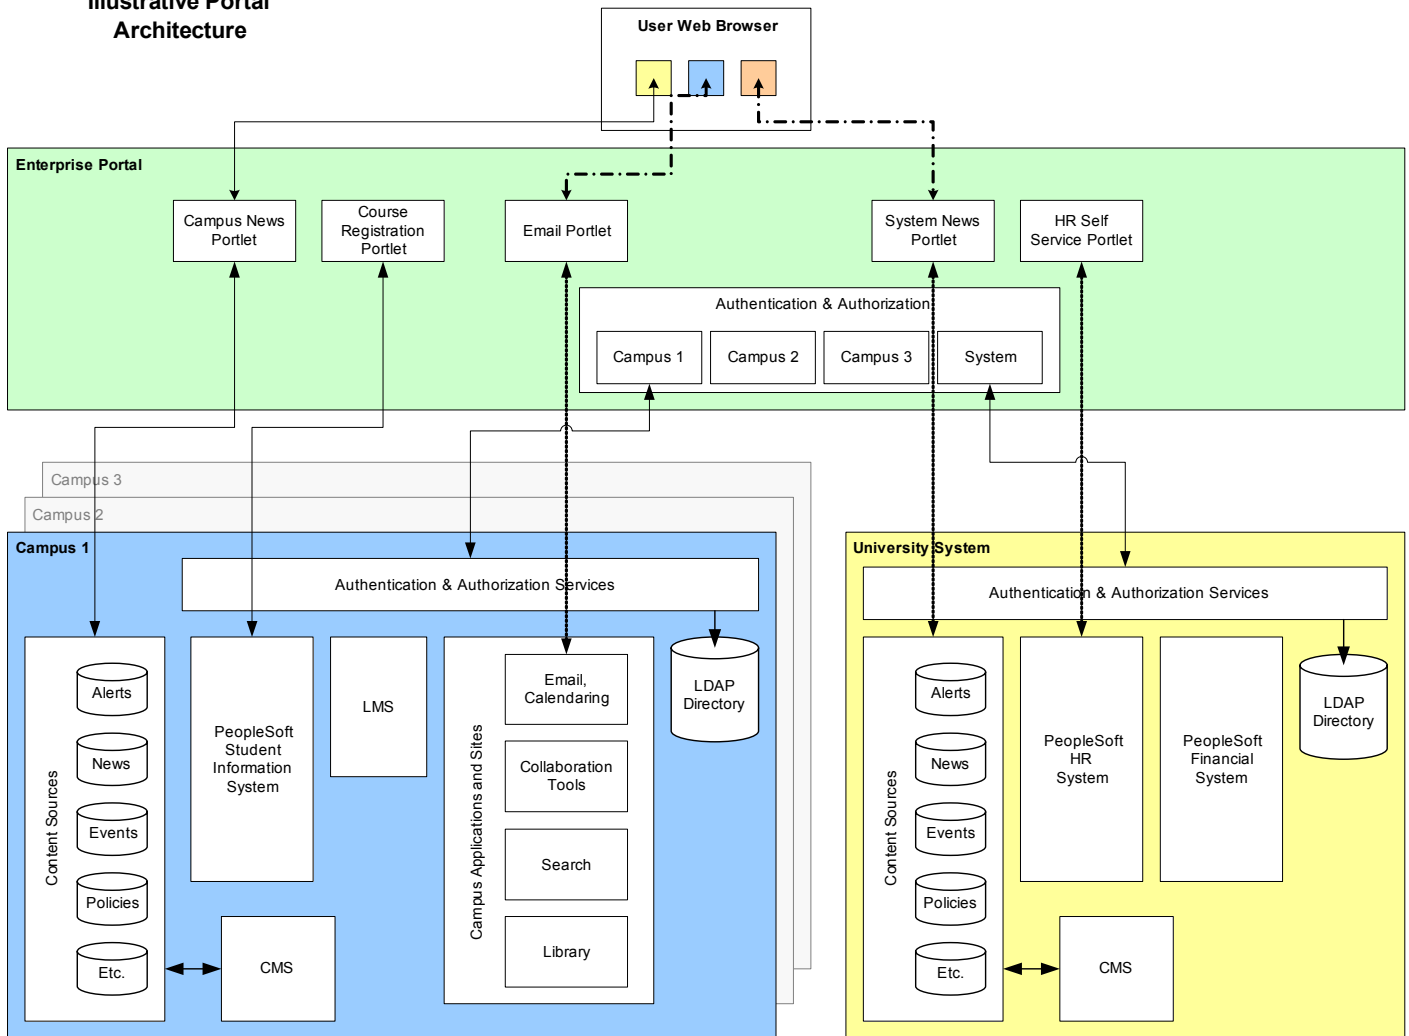 Illustrative Portal
Architecture
User Web Browser
Enterprise Portal
Campus News
Portlet
Course
Registration
Portlet
Email Portlet
System News
Portlet
HR Self
Service Portlet
Authentication & Authorization
Campus 1
Campus 2
Campus 3
System
Campus 3
Campus 2
Campus 1
Authentication & Authorization Services
Content Sources
Alerts
News
Events
Policies
Etc.
PeopleSoft
Student
Information
System
LMS
CMS
Campus Applications and Sites
Email,
Calendaring
Collaboration
Tools
Search
Library
LDAP
Directory
University System
Authentication & Authorization Services
Content Sources
Alerts
News
Events
Policies
Etc.
PeopleSoft
HR
System
PeopleSoft
Financial
System
CMS
LDAP
Directory